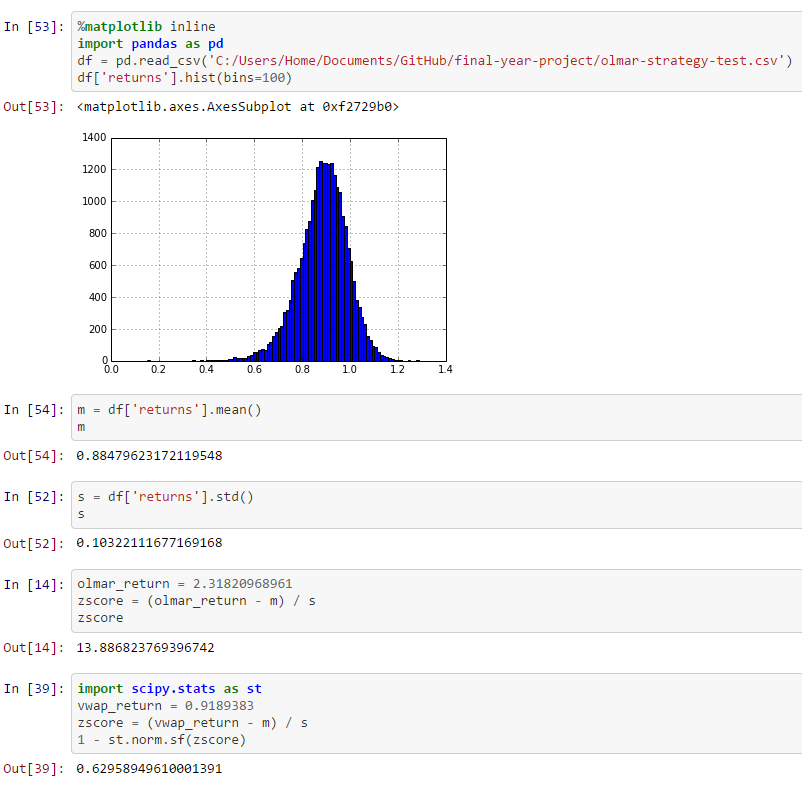 In [53]: %matplotlib inline
import pandas as pd
df = pd.read_csv('C:/Users/Home/Documents/GitHub/final-year-project/olmar-strategy-test.csv')
df['returns'].hist(bins=100)
Out[53]: <matplotlib.axes.AxesSubplot at 0xf2729b0>
1400
1200
1000
800
600
400
200
0
0.0 0.2 0.4 0.6 0.8 1.0 1.2 1.4
In [54]: m = df['returns'].mean()
m
Out[54]: 0.88479623172119548
In [52]: s = df['returns'].std()
s
Out[52]: 0.10322111677169168
In [14]: olmar_return = 2.31820968961
zscore = (olmar_return - m) / s
zscore
Out[14]: 13.886823769396742
In [39]: import scipy.stats as st
vwap_return = 0.9189383
zscore = (vwap_return - m) / s
1 - st.norm.sf(zscore)
Out[39]: 0.62958949610001391